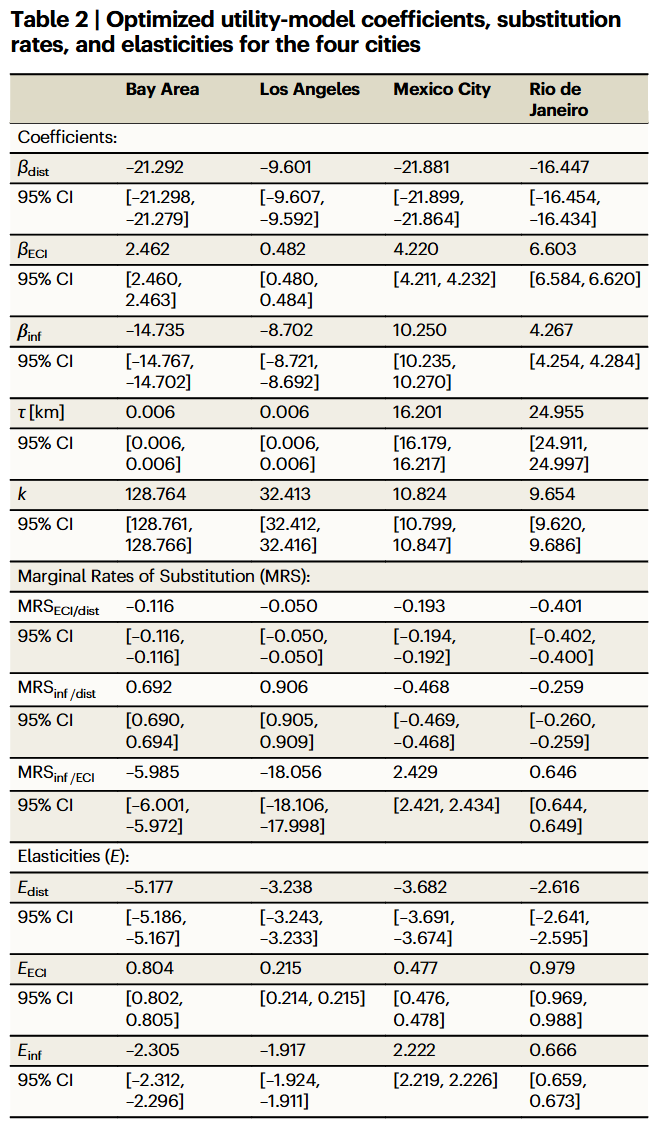 Table 2 | Optimized utility-model coefficients, substitution
rates, and elasticities for the four cities
Bay Area Los Angeles Mexico City Rio de
Janeiro
Coefficients:
βdist –21.292 –9.601 –21.881 –16.447
95% CI [–21.298, [–9.607, [–21.899, [–16.454,
–21.279] –9.592] –21.864] –16.434]
βECI 2.462 0.482 4.220 6.603
95% CI [2.460, [0.480, [4.211, 4.232] [6.584, 6.620]
2.463] 0.484]
βinf –14.735 –8.702 10.250 4.267
95% CI [–14.767, [–8.721, [10.235, [4.254, 4.284]
–14.702] –8.692] 10.270]
τ [km] 0.006 0.006 16.201 24.955
95% CI [0.006, [0.006, [16.179, [24.911,
0.006] 0.006] 16.217] 24.997]
k 128.764 32.413 10.824 9.654
95% CI [128.761, [32.412, [10.799, [9.620,
128.766] 32.416] 10.847] 9.686]
Marginal Rates of Substitution (MRS):
MRSECI/dist –0.116 –0.050 –0.193 –0.401
95% CI [–0.116, [–0.050, [–0.194, [–0.402,
–0.116] –0.050] –0.192] –0.400]
MRSinf /dist 0.692 0.906 –0.468 –0.259
95% CI [0.690, [0.905, [–0.469, [–0.260,
0.694] 0.909] –0.468] –0.259]
MRSinf /ECI –5.985 –18.056 2.429 0.646
95% CI [–6.001, [–18.106, [2.421, 2.434] [0.644,
–5.972] –17.998] 0.649]
Elasticities (E):
Edist –5.177 –3.238 –3.682 –2.616
95% CI [–5.186, [–3.243, [–3.691, [–2.641,
–5.167] –3.233] –3.674] –2.595]
EECI 0.804 0.215 0.477 0.979
95% CI [0.802, [0.214, 0.215] [0.476, [0.969,
0.805] 0.478] 0.988]
Einf –2.305 –1.917 2.222 0.666
95% CI [–2.312, [–1.924, [2.219, 2.226] [0.659,
–2.296] –1.911] 0.673]